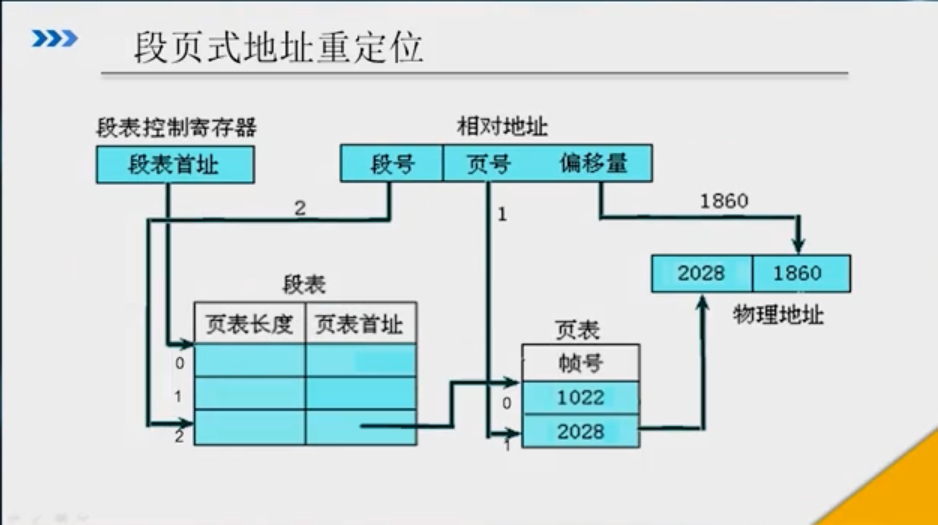 段页式地址重定位
段表控制寄存器
相对地址
段表首址
段号 页号 偏移量
2
1
1860
2028 1860
物理地址
段表
页表长度 页表首址
0
1
2
页表
帧号
0
1022
2028
1